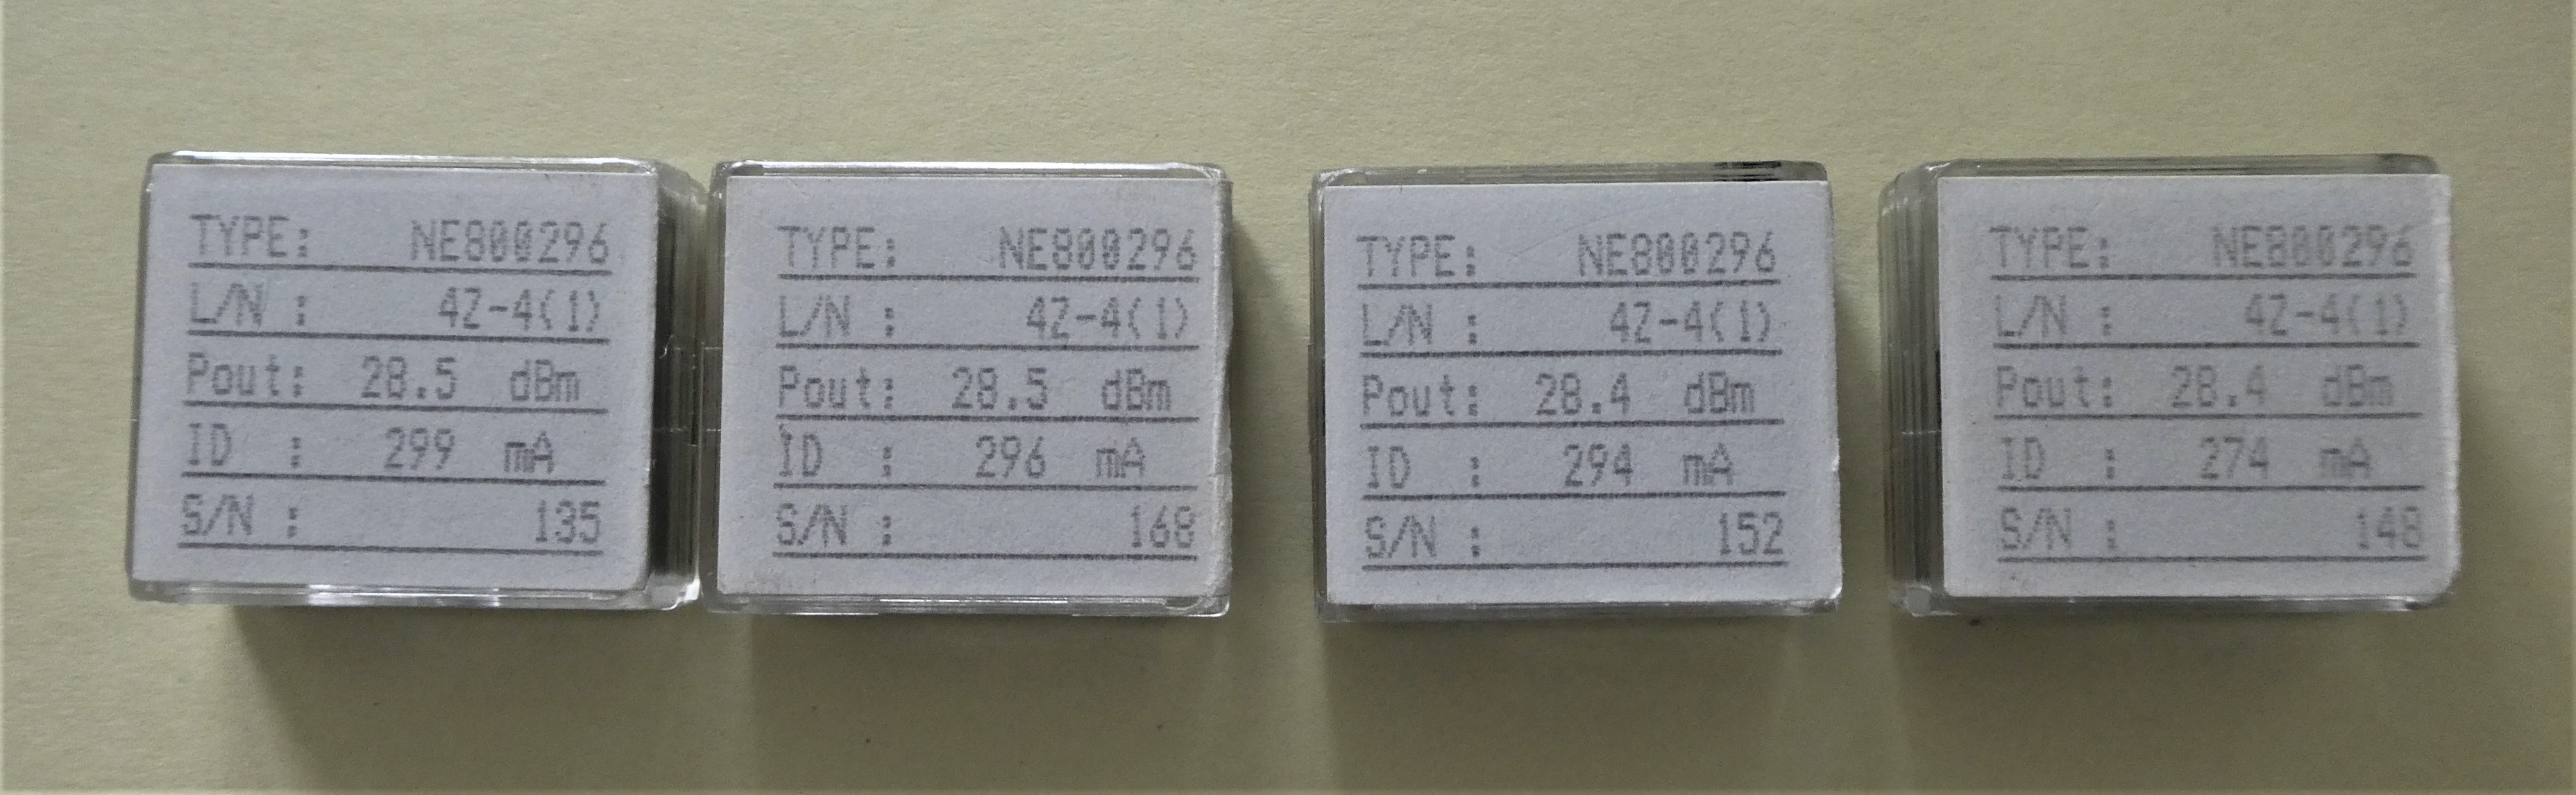 TYPE: NE800296
L/N : 4Z-4(1)
Pout: 28.5 dBm
ID : 299 mA
S/N : 135
TYPE: NE800296
L/N : 4Z-4(1)
Pout: 28.5 dBm
ID : 296 mA
S/N : 168
TYPE: NE800296
L/N : 4Z-4(1)
Pout: 28.4 dBm
ID : 294 mA
S/N : 152
TYPE: NE800296
L/N : 4Z-4(1)
Pout: 28.4 dBm
ID : 274 mA
S/N : 148